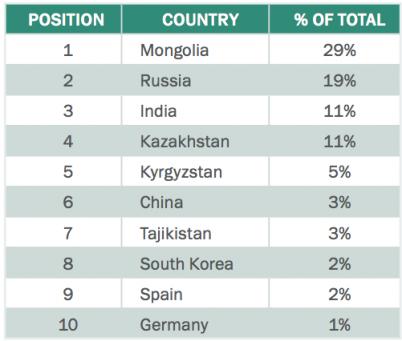 POSITION COUNTRY % OF TOTAL
1 Mongolia 29%
2 Russia 19%
3 India 11%
4 Kazakhstan 11%
5 Kyrgyzstan 5%
6 China 3%
7 Tajikistan 3%
8 South Korea 2%
9 Spain 2%
10 Germany 1%